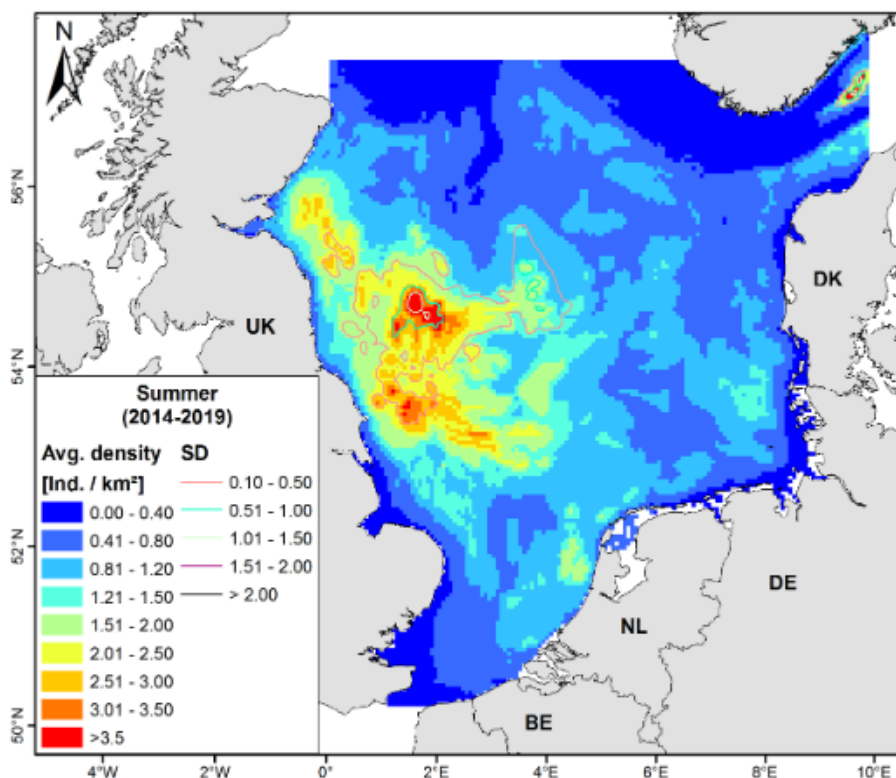 N
56°N
54°N
52°N
50°N
UK
DK
DE
NL
BE
Summer
(2014-2019)
Avg. density SD
[Ind. / km²]
0.00 - 0.40
0.41 - 0.80
0.81 - 1.20
1.21 - 1.50
1.51 - 2.00
2.01 - 2.50
2.51 - 3.00
3.01 - 3.50
>3.5
0.10 - 0.50
0.51 - 1.00
1.01 - 1.50
1.51 - 2.00
> 2.00
4°W 2°W 0° 2°E 4°E 6°E 8°E 10°E